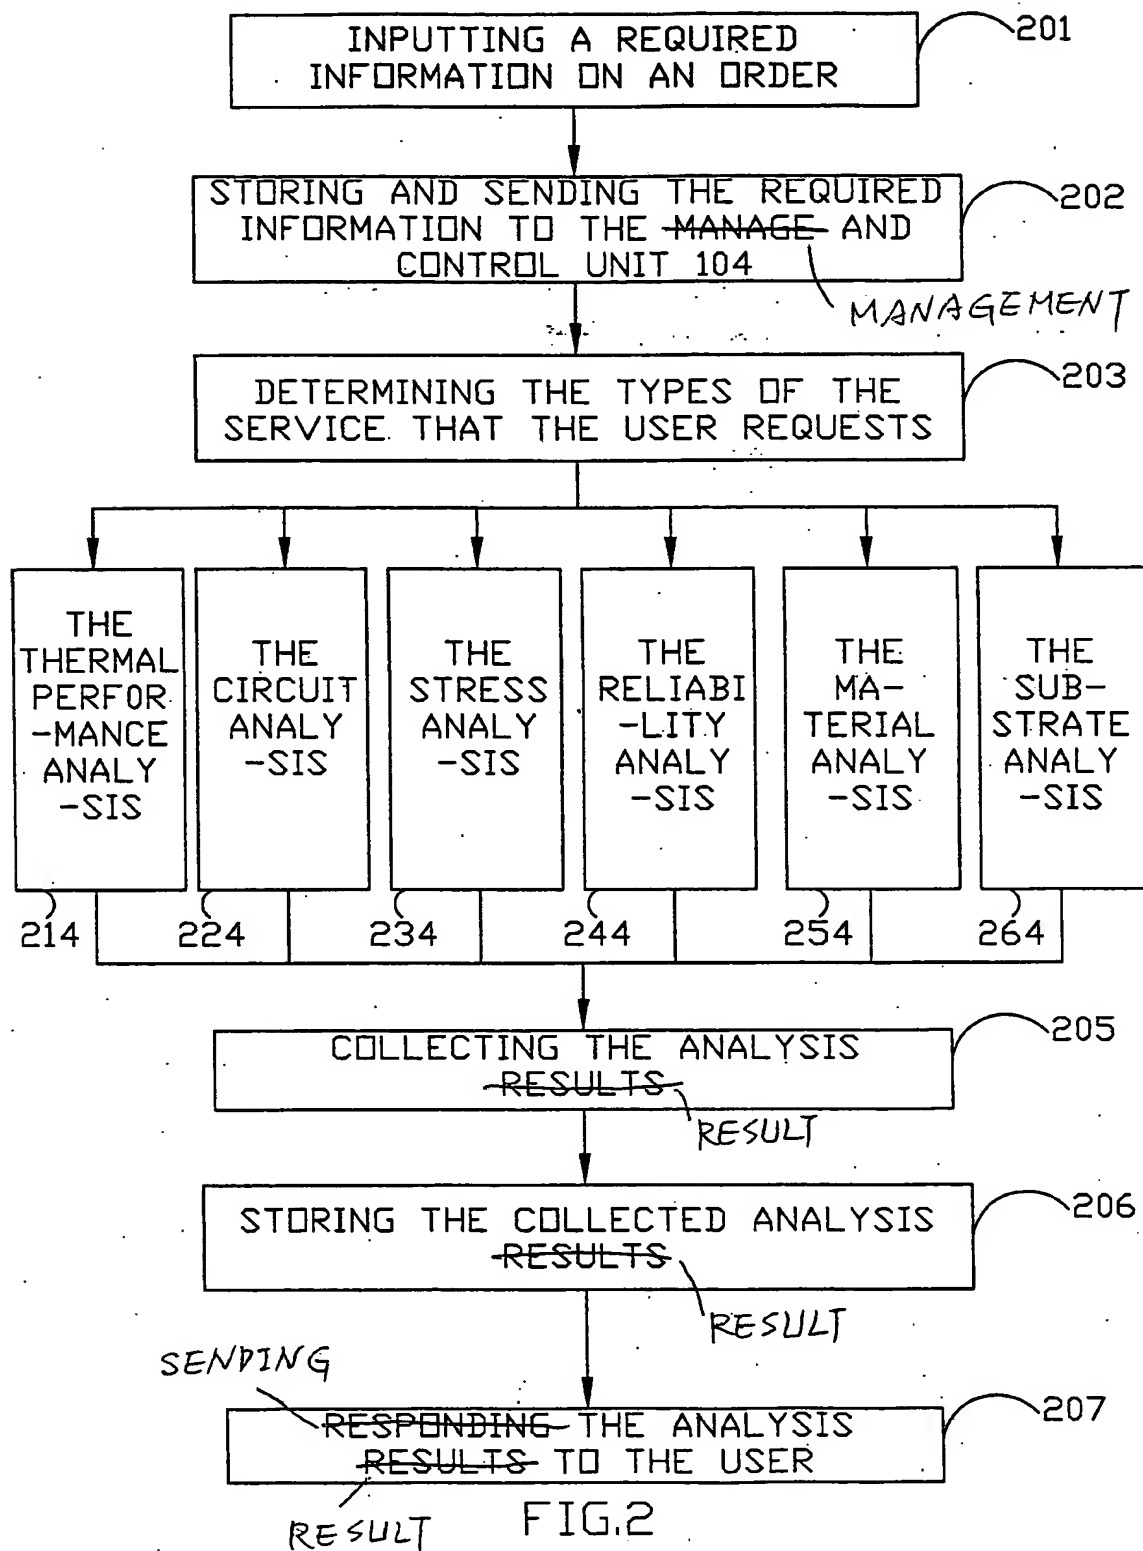 INPUTTING A REQUIRED
INFORMATION ON AN ORDER
201
STORING AND SENDING THE REQUIRED
INFORMATION TO THE MANAGE AND
CONTROL UNIT 104
202
MANAGEMENT
DETERMINING THE TYPES OF THE
SERVICE THAT THE USER REQUESTS
203
THE
THERMAL
PERFOR
-MANCE
ANALY
-SIS
214
THE
CIRCUIT
ANALY
-SIS
224
THE
STRESS
ANALY
-SIS
234
THE
RELIABI
-LITY
ANALY
-SIS
244
THE
MA-
TERIAL
ANALY
-SIS
254
THE
SUB-
STRATE
ANALY
-SIS
264
COLLECTING THE ANALYSIS
RESULTS
205
RESULT
STORING THE COLLECTED ANALYSIS
RESULTS
206
RESULT
SENDING
RESPONDING THE ANALYSIS
RESULTS TO THE USER
207
RESULT
FIG.2